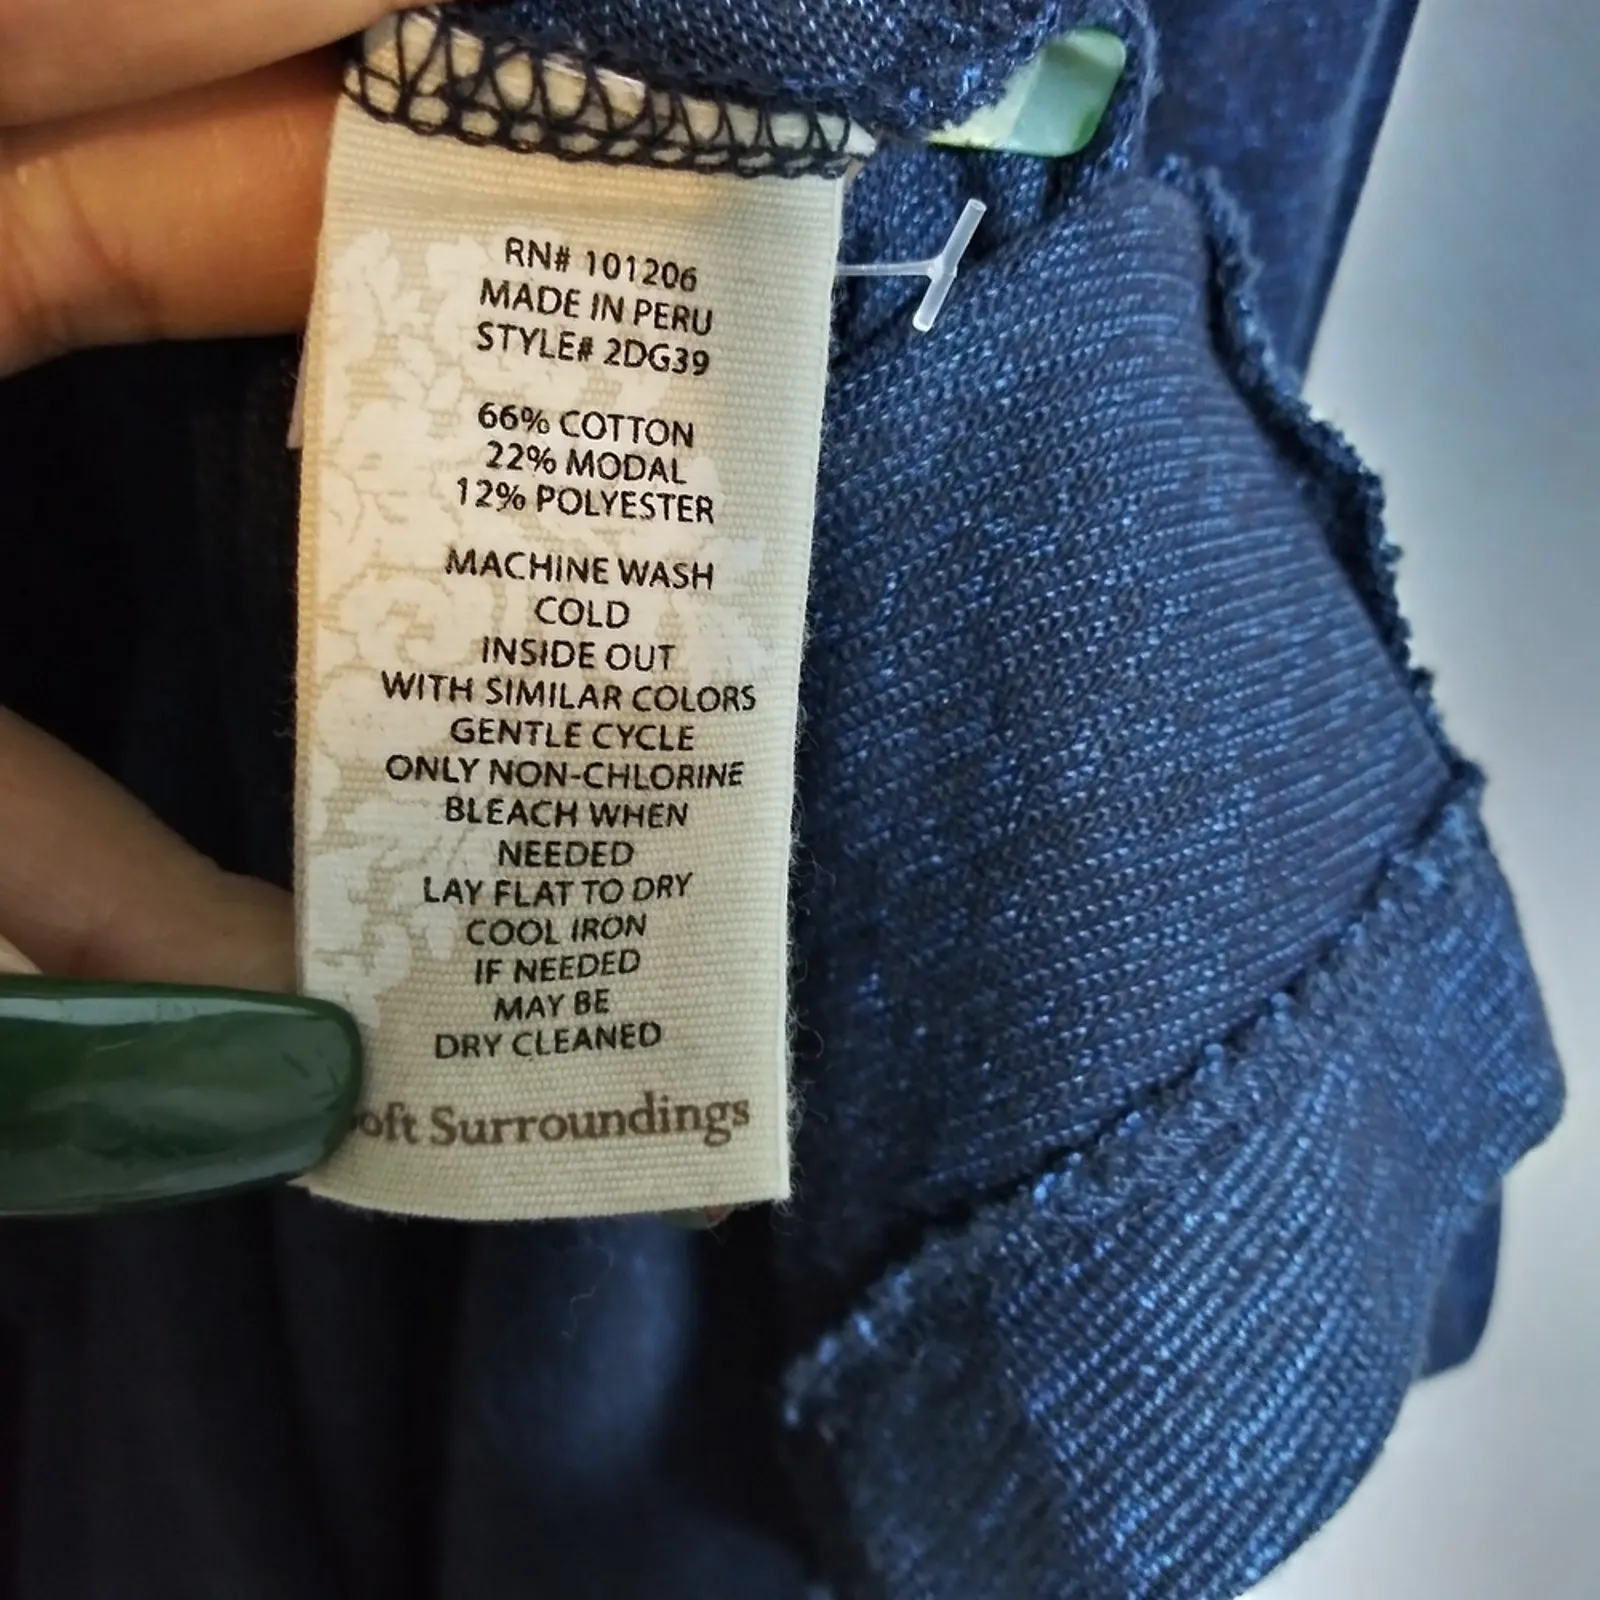 RN# 101206
MADE IN PERU
STYLE# 2DG39
66% COTTON
22% MODAL
12% POLYESTER
MACHINE WASH
COLD
INSIDE OUT
WITH SIMILAR COLORS
GENTLE CYCLE
ONLY NON-CHLORINE
BLEACH WHEN
NEEDED
LAY FLAT TO DRY
COOL IRON
IF NEEDED
MAY BE
DRY CLEANED
oft Surroundings